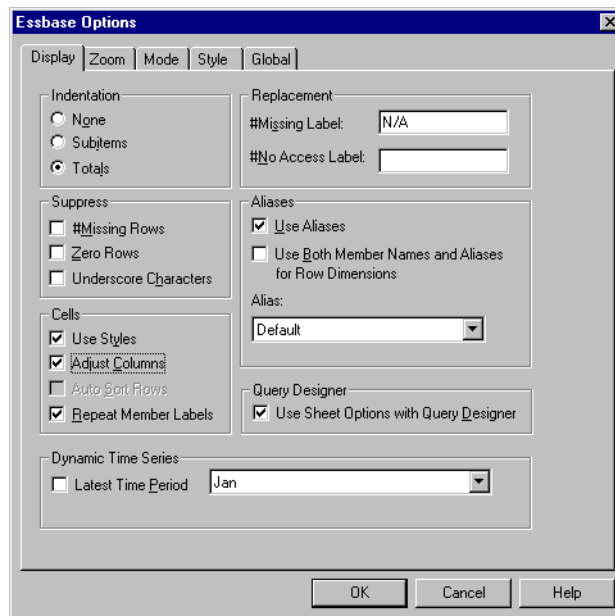 Essbase Options
Display Zoom Mode Style Global
Indentation
None
Subitems
Totals
Replacement
#Missing Label: N/A
#No Access Label:
Suppress
#Missing Rows
Zero Rows
Underscore Characters
Aliases
Use Aliases
Use Both Member Names and Aliases
for Row Dimensions
Alias:
Default
Cells
Use Styles
Adjust Columns
Auto Sort Rows
Repeat Member Labels
Query Designer
Use Sheet Options with Query Designer
Dynamic Time Series
Latest Time Period Jan
OK Cancel Help